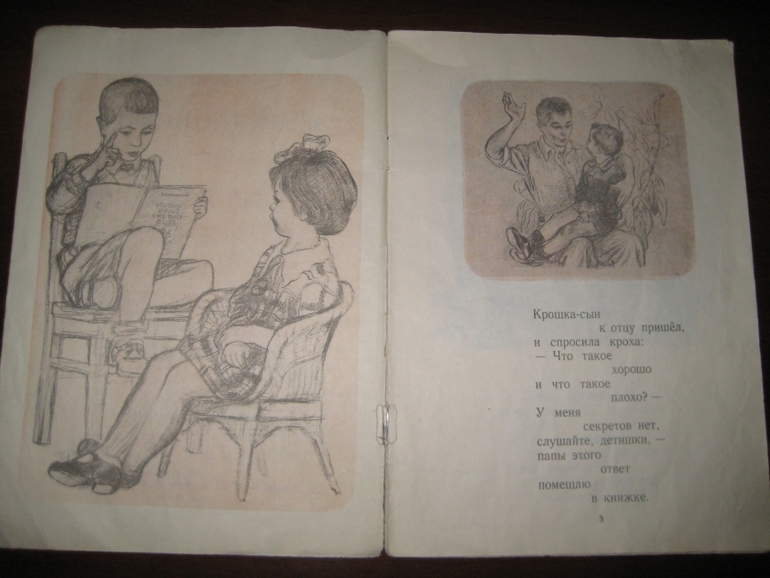 Крошка-сын
к отцу пришёл,
и спросила кроха:
— Что такое
хорошо
и что такое
плохо? —
У меня
секретов нет,
слушайте, детишки, —
папы этого
ответ
помещаю
в книжке.
3